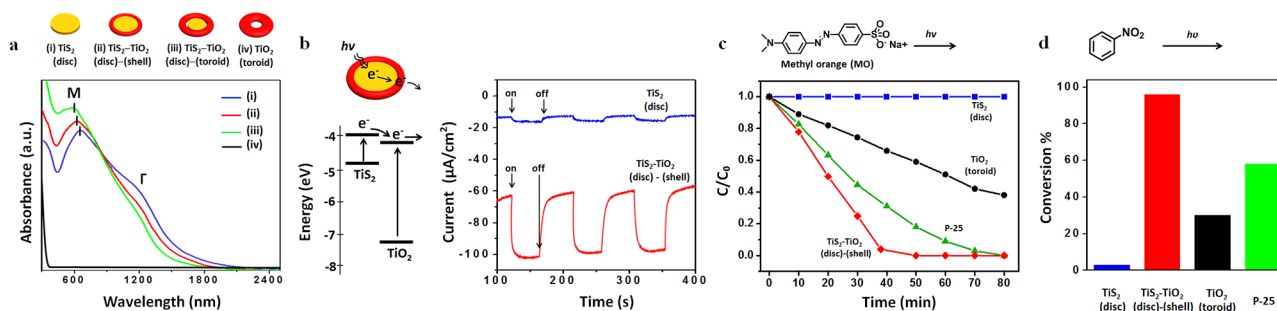 a
(i) TiS2
(disc)
(ii) TiS2–TiO2
(disc)–(shell)
(iii) TiS2–TiO2
(disc)–(toroid)
(iv) TiO2
(toroid)
Absorbance (a.u.)
M
Γ
(i)
(ii)
(iii)
(iv)
600 1200 1800 2400
Wavelength (nm)
b
hν
e-
e-
e- e-
Energy (eV)
-4
-5
-6
-7
-8
TiS2
TiO2
Current (µA/cm2)
0
-20
-40
-60
-80
-100
on off
TiS2
(disc)
TiS2-TiO2
(disc) - (shell)
on off
100 200 300 400
Time (s)
c
N
N
N
S
O
O
O- Na+
Methyl orange (MO)
hν
C/C0
1.0
0.8
0.6
0.4
0.2
0.0
TiS2
(disc)
TiO2
(toroid)
P-25
TiS2-TiO2
(disc)-(shell)
0 10 20 30 40 50 60 70 80
Time (min)
d
NO2
hυ
Conversion %
100
80
60
40
20
0
TiS2
(disc)
TiS2-TiO2
(disc)-(shell)
TiO2
(toroid)
P-25